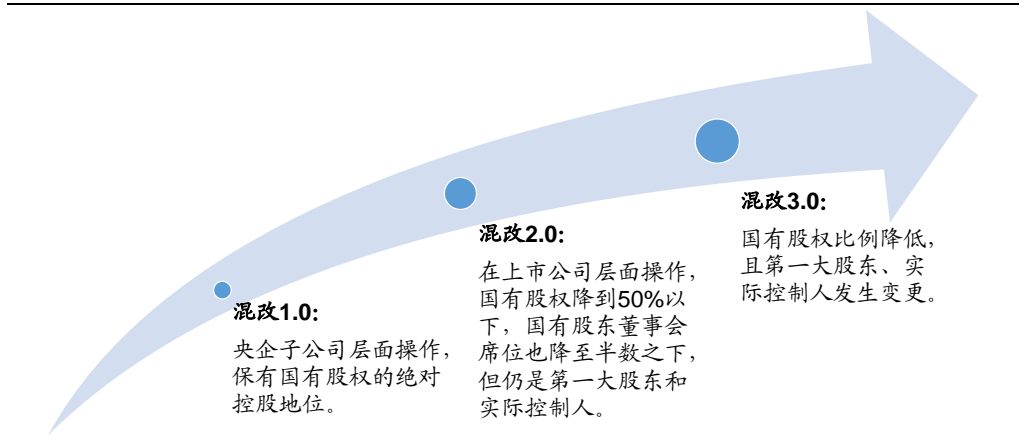 混改1.0:
央企子公司层面操作，
保有国有股权的绝对
控股地位。
混改2.0:
在上市公司层面操作，
国有股权降到50%以
下，国有股东董事会
席位也降至半数之下，
但仍是第一大股东和
实际控制人。
混改3.0:
国有股权比例降低，
且第一大股东、实
际控制人发生变更。